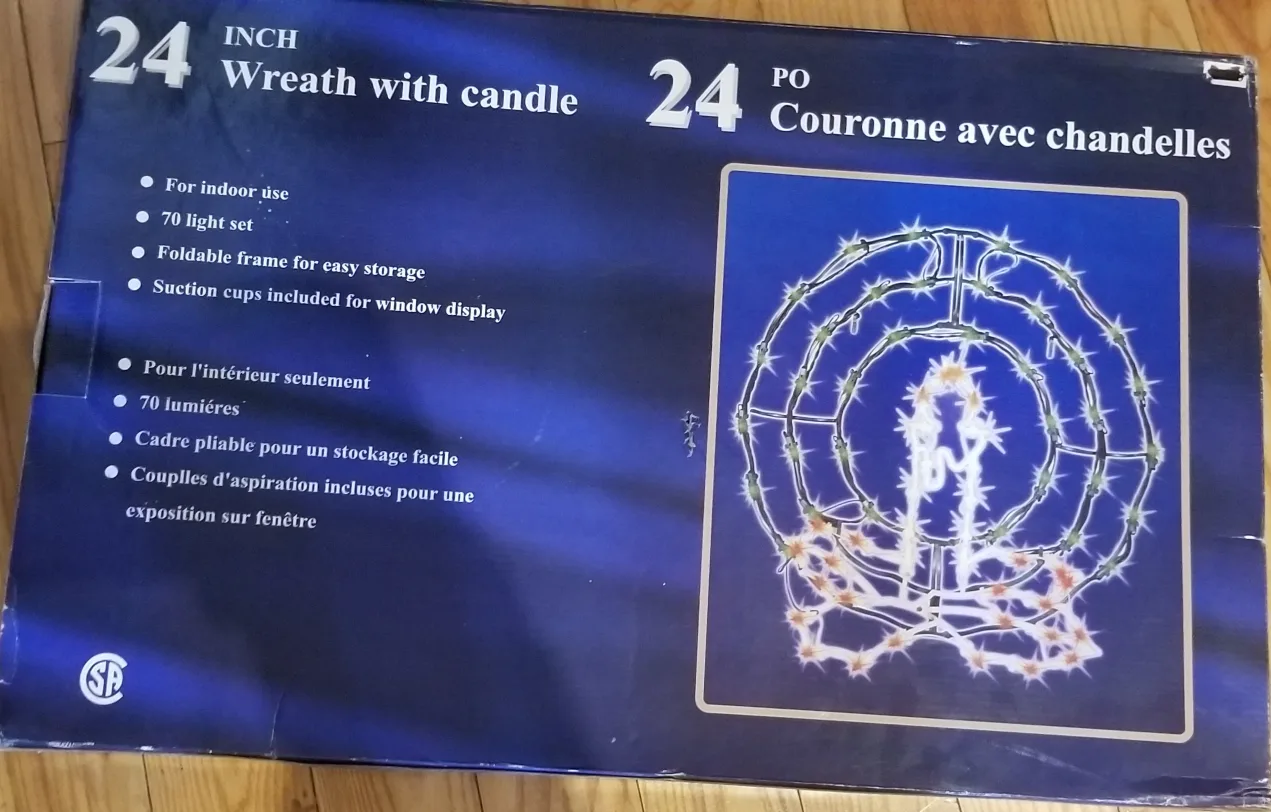 24 INCH
Wreath with candle
24 PO
Couronne avec chandelles
● For indoor use
● 70 light set
● Foldable frame for easy storage
● Suction cups included for window display
● Pour l'intérieur seulement
● 70 lumiéres
● Cadre pliable pour un stockage facile
● Couplles d'aspiration incluses pour une
exposition sur fenêtre
CSA